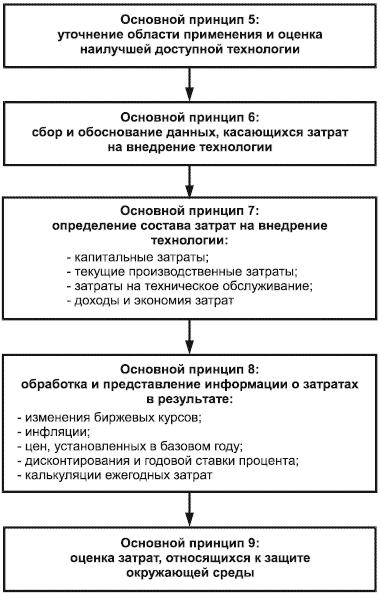 Основной принцип 5:
уточнение области применения и оценка
наилучшей доступной технологии
Основной принцип 6:
сбор и обоснование данных, касающихся затрат
на внедрение технологии
Основной принцип 7:
определение состава затрат на внедрение
технологии:
- капитальные затраты;
- текущие производственные затраты;
- затраты на техническое обслуживание;
- доходы и экономия затрат
Основной принцип 8:
обработка и представление информации о затратах
в результате:
- изменения биржевых курсов;
- инфляции;
- цен, установленных в базовом году;
- дисконтирования и годовой ставки процента;
- калькуляции ежегодных затрат
Основной принцип 9:
оценка затрат, относящихся к защите
окружающей среды